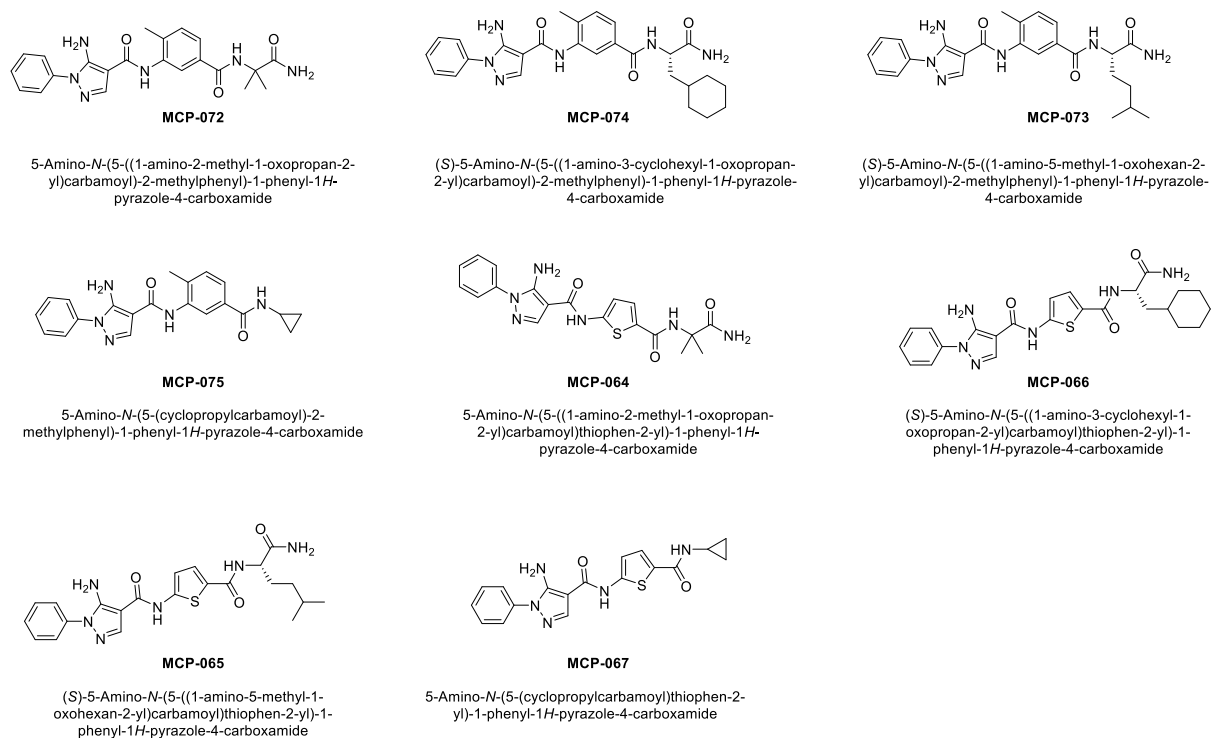 MCP-072
5-Amino-N-(5-((1-amino-2-methyl-1-oxopropan-2-
yl)carbamoyl)-2-methylphenyl)-1-phenyl-1H-
pyrazole-4-carboxamide
MCP-074
(S)-5-Amino-N-(5-((1-amino-3-cyclohexyl-1-oxopropan-
2-yl)carbamoyl)-2-methylphenyl)-1-phenyl-1H-pyrazole-
4-carboxamide
MCP-073
(S)-5-Amino-N-(5-((1-amino-5-methyl-1-oxohexan-2-
yl)carbamoyl)-2-methylphenyl)-1-phenyl-1H-pyrazole-
4-carboxamide
MCP-075
5-Amino-N-(5-(cyclopropylcarbamoyl)-2-
methylphenyl)-1-phenyl-1H-pyrazole-4-carboxamide
MCP-064
5-Amino-N-(5-((1-amino-2-methyl-1-oxopropan-
2-yl)carbamoyl)thiophen-2-yl)-1-phenyl-1H-
pyrazole-4-carboxamide
MCP-066
(S)-5-Amino-N-(5-((1-amino-3-cyclohexyl-1-
oxopropan-2-yl)carbamoyl)thiophen-2-yl)-1-
phenyl-1H-pyrazole-4-carboxamide
MCP-065
(S)-5-Amino-N-(5-((1-amino-5-methyl-1-
oxohexan-2-yl)carbamoyl)thiophen-2-yl)-1-
phenyl-1H-pyrazole-4-carboxamide
MCP-067
5-Amino-N-(5-(cyclopropylcarbamoyl)thiophen-2-
yl)-1-phenyl-1H-pyrazole-4-carboxamide